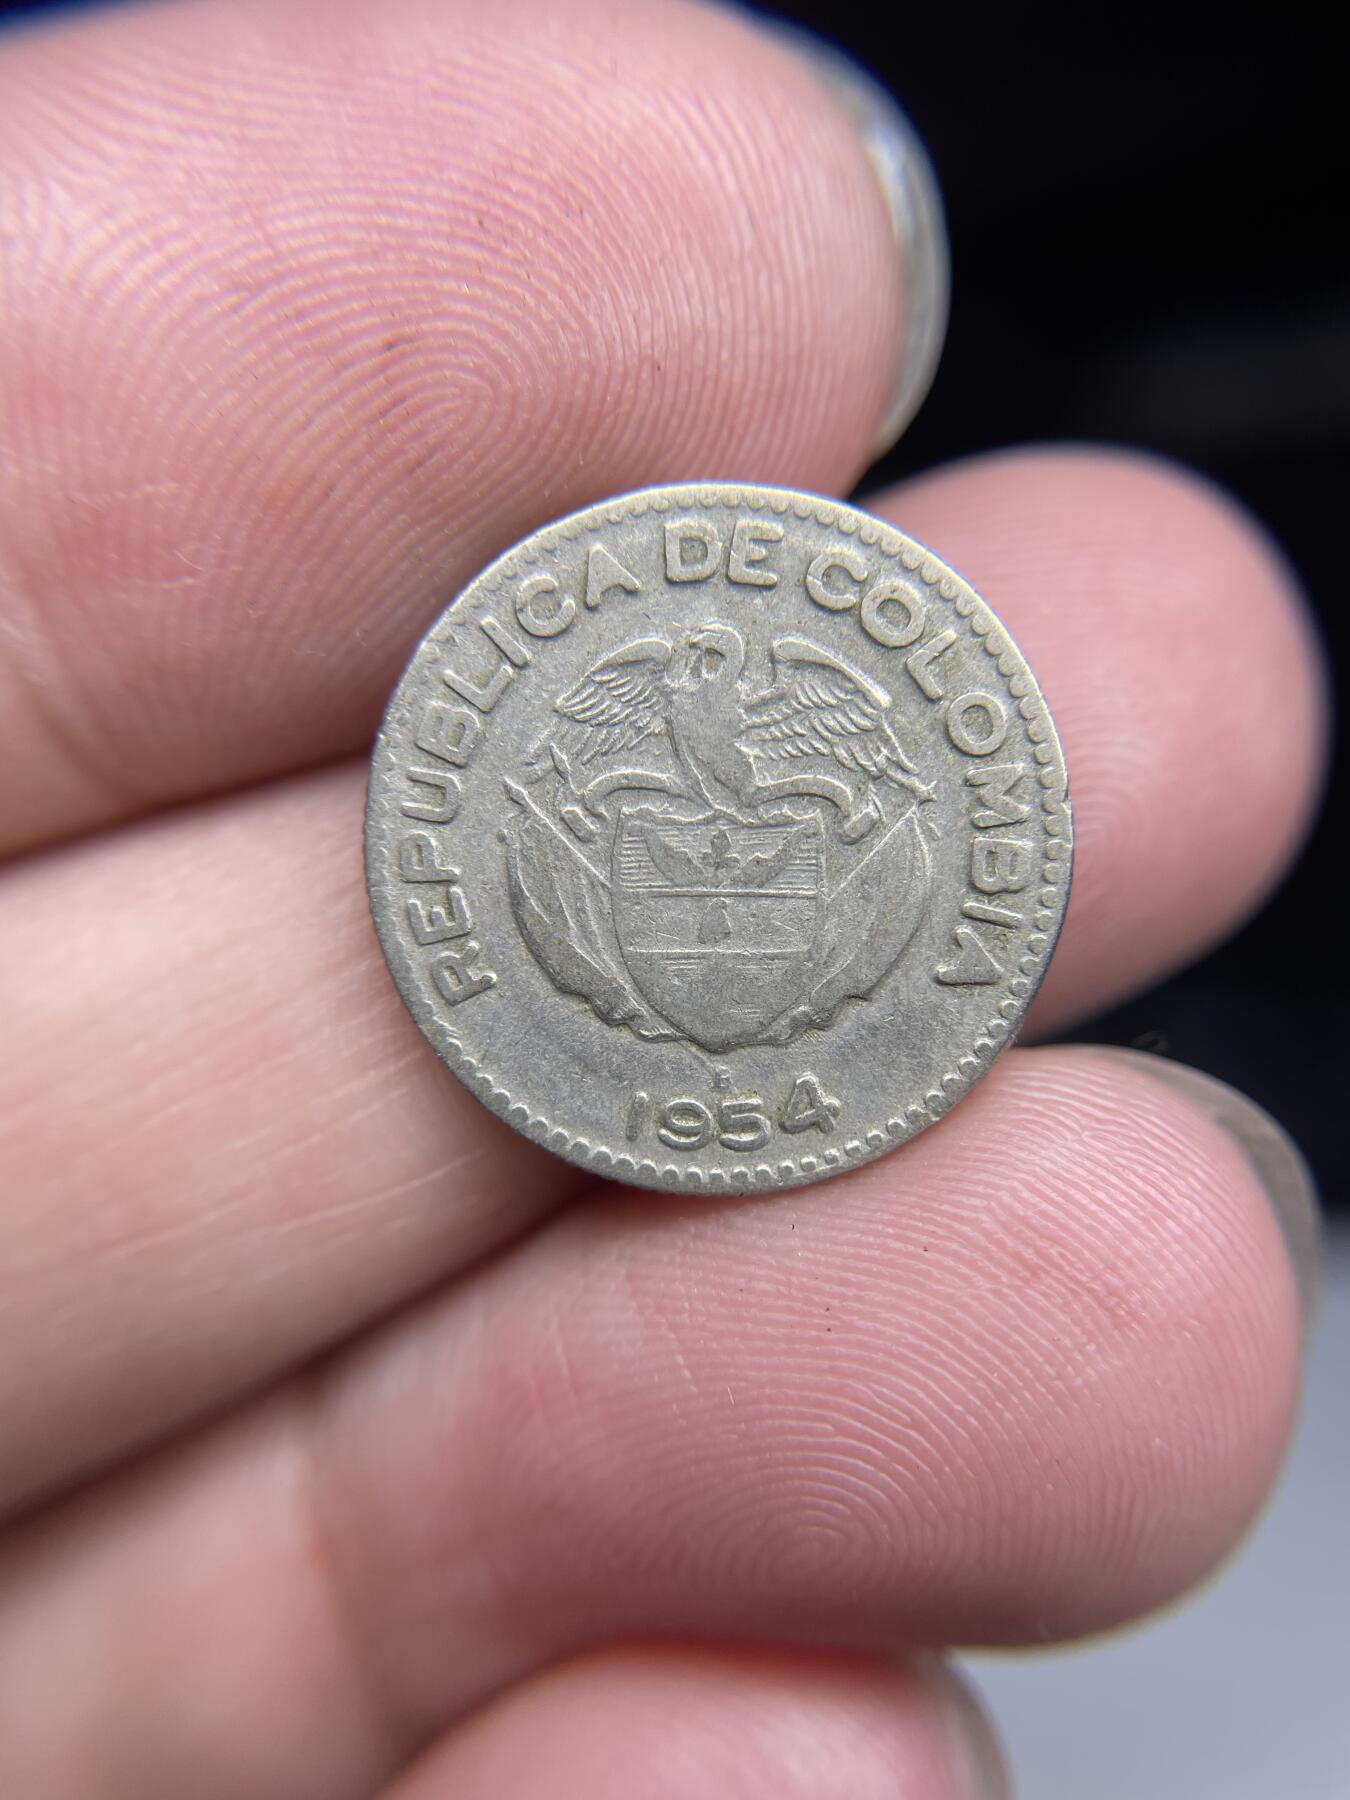 REPUBLICA DE COLOMBIA
1954